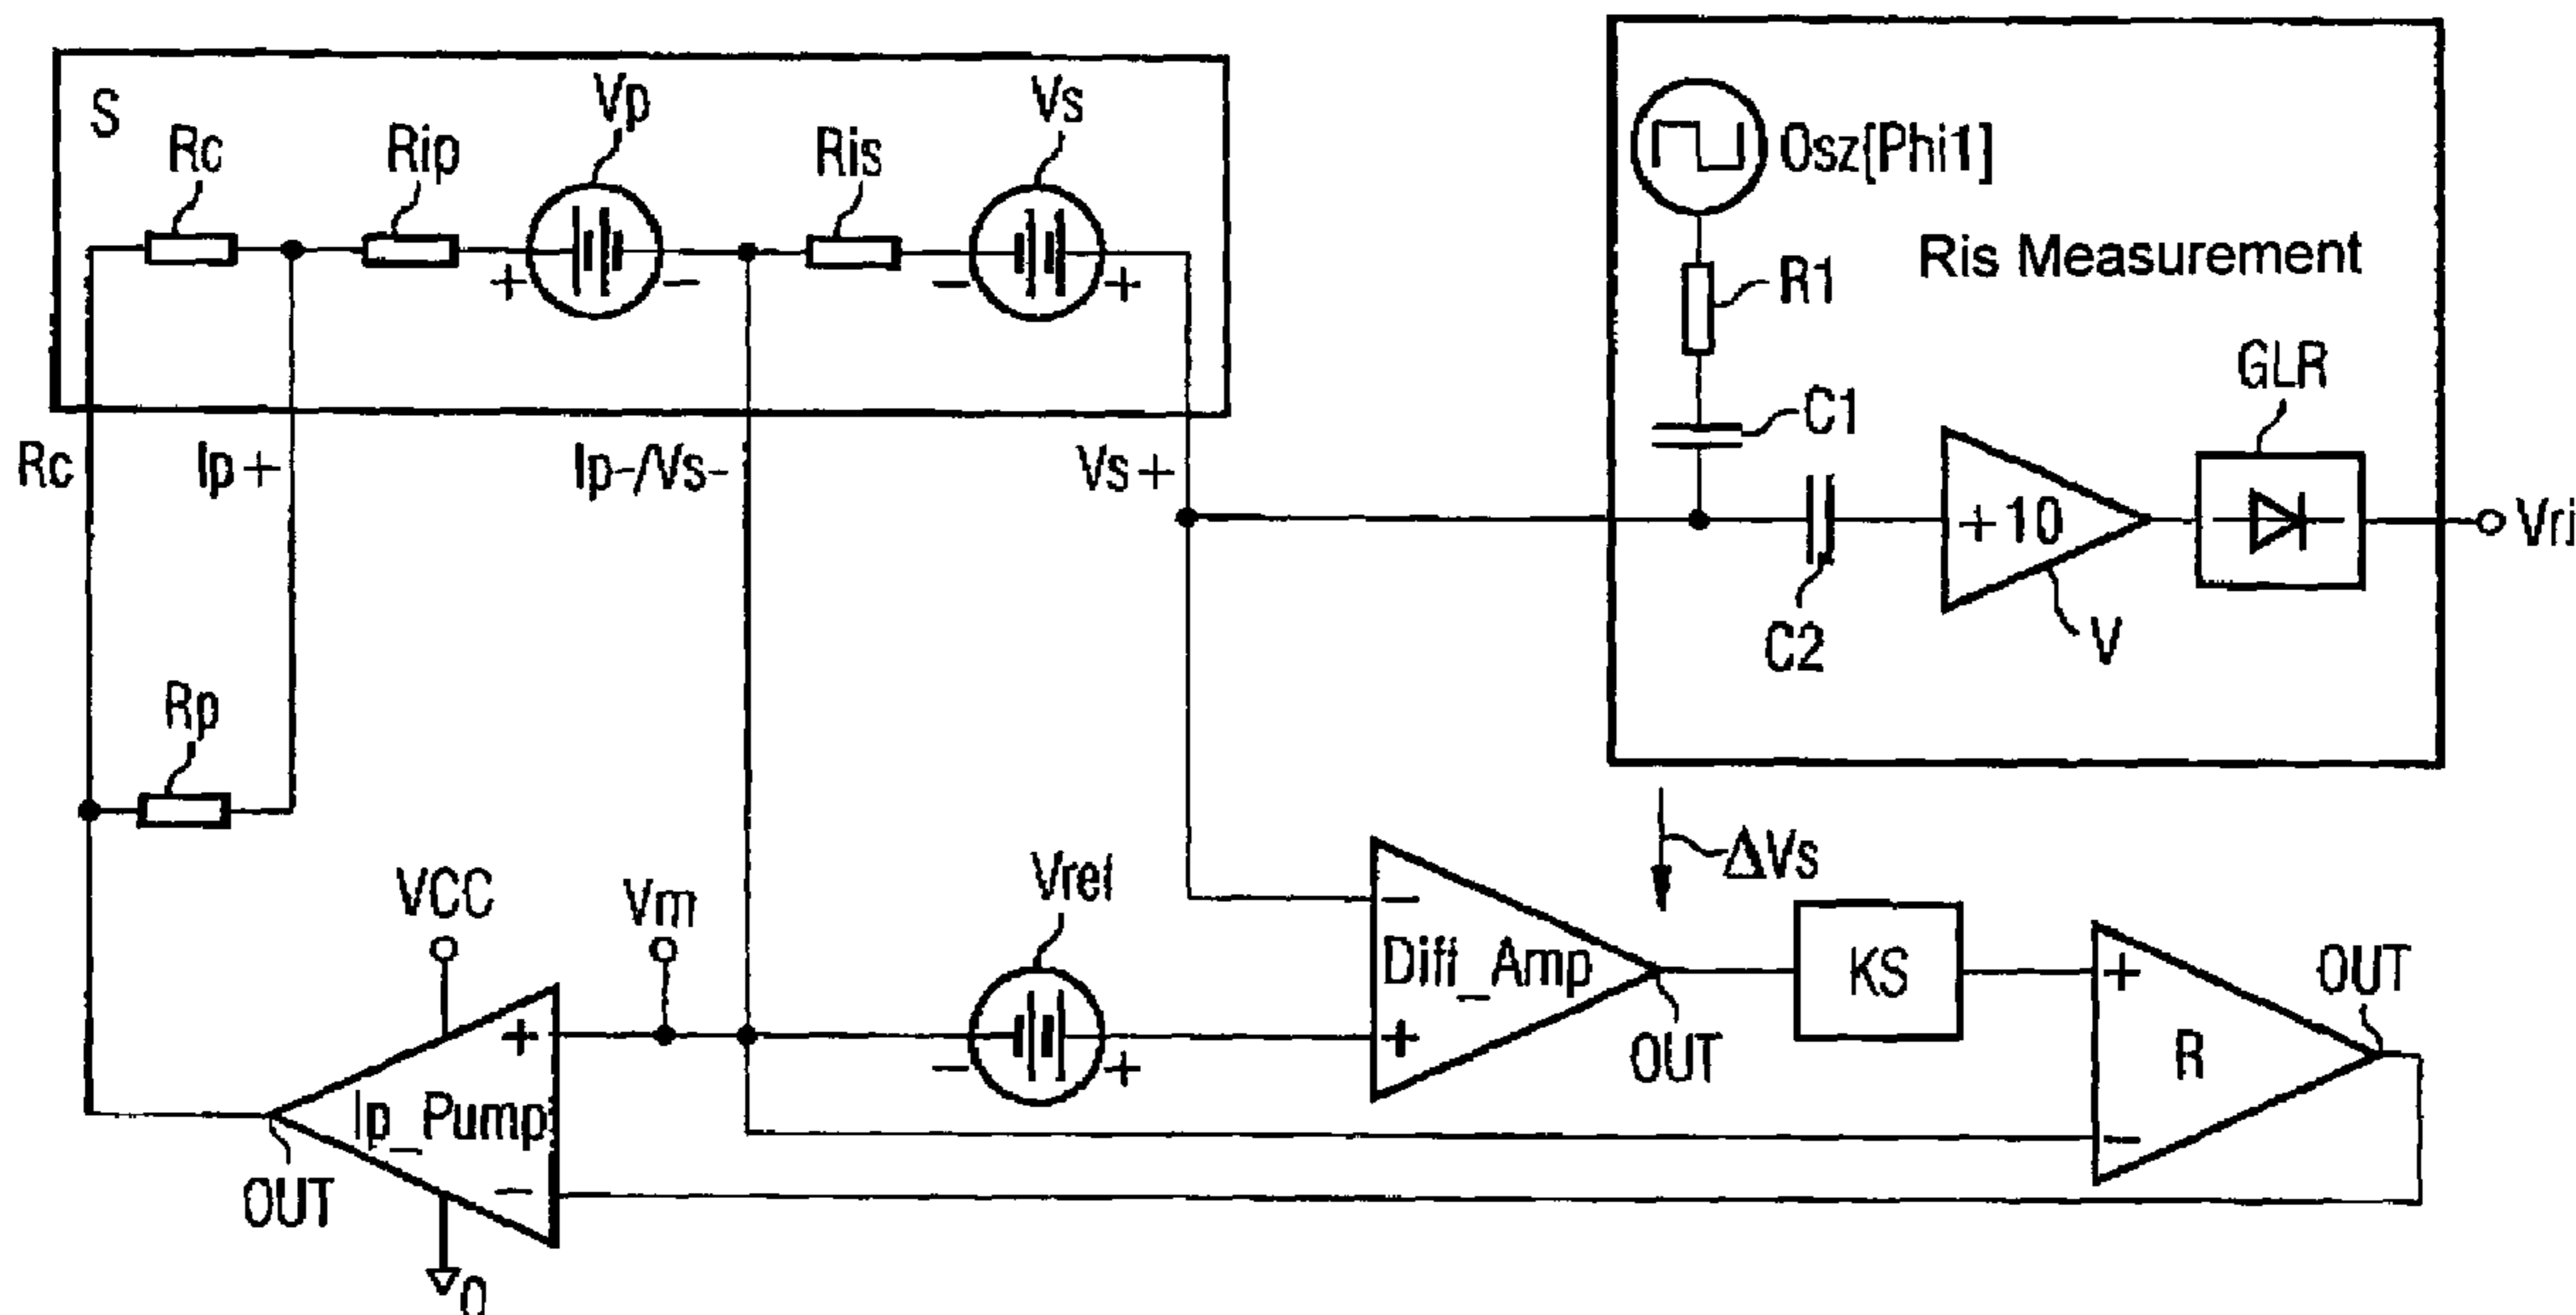 S
Rc
Rip
Vp
Ris
Vs
+
−
−
+
Osz[Phi1]
R1
Ris Measurement
C1
GLR
Rc
Ip+
Ip-/Vs-
Vs+
+10
Vri
C2
V
Rp
VCC
Vm
Vref
ΔVs
−
Diff_Amp
+
OUT
KS
+
R
−
OUT
−
+
+
Ip_Pump
−
OUT
0